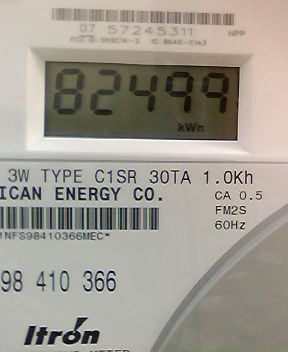 07 57245311 NPP
82499
kWh
3W TYPE C1SR 30TA 1.0Kh
ICAN ENERGY CO. CA 0.5
FM2S
60Hz
1NFS98410366MEC*
98 410 366
Itron